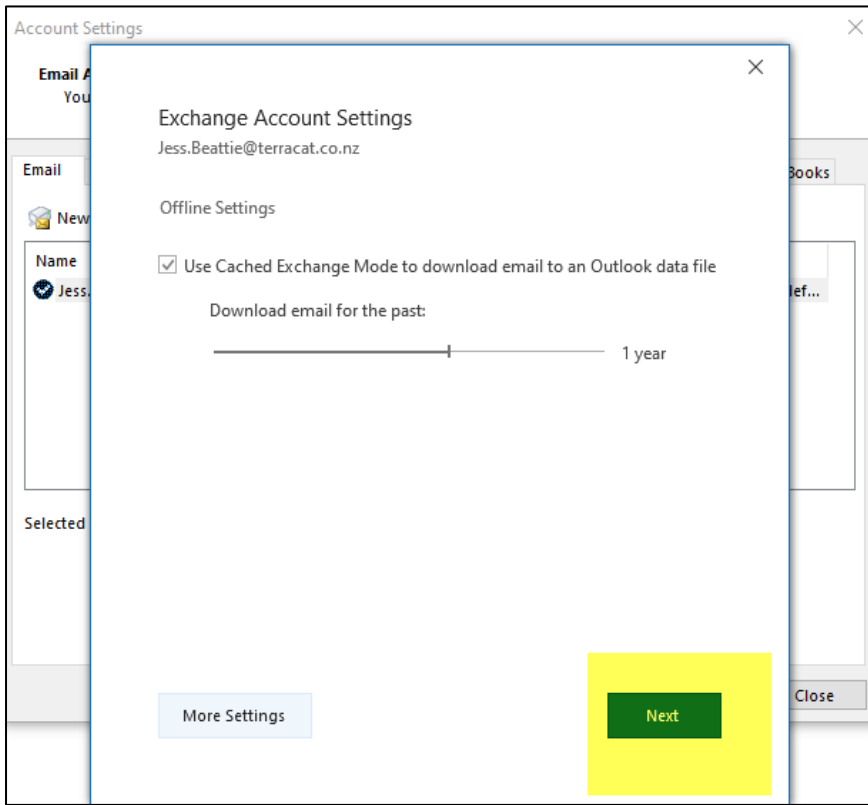 Account Settings
Email A
You
Exchange Account Settings
Jess.Beattie@terracat.co.nz
Email
Books
Offline Settings
New
Name
Use Cached Exchange Mode to download email to an Outlook data file
Jess.
lef...
Download email for the past:
1 year
Selected
More Settings
Next
Close